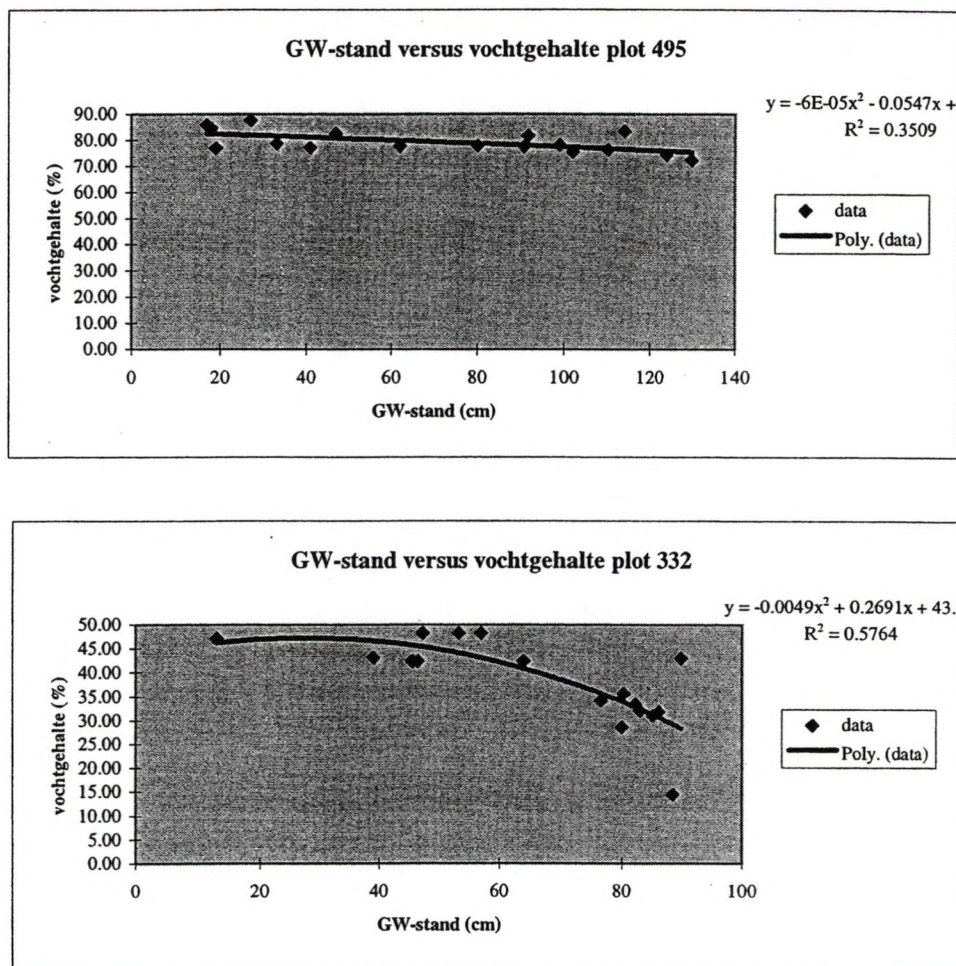 GW-stand versus vochtgehalte plot 495
y = -6E-05x² - 0.0547x +
R² = 0.3509
vochtgehalte (%)
90.00
80.00
70.00
60.00
50.00
40.00
30.00
20.00
10.00
0.00
0 20 40 60 80 100 120 140
GW-stand (cm)
data
Poly. (data)
GW-stand versus vochtgehalte plot 332
y = -0.0049x² + 0.2691x + 43.
R² = 0.5764
vochtgehalte (%)
50.00
45.00
40.00
35.00
30.00
25.00
20.00
15.00
10.00
5.00
0.00
0 20 40 60 80 100
GW-stand (cm)
data
Poly. (data)